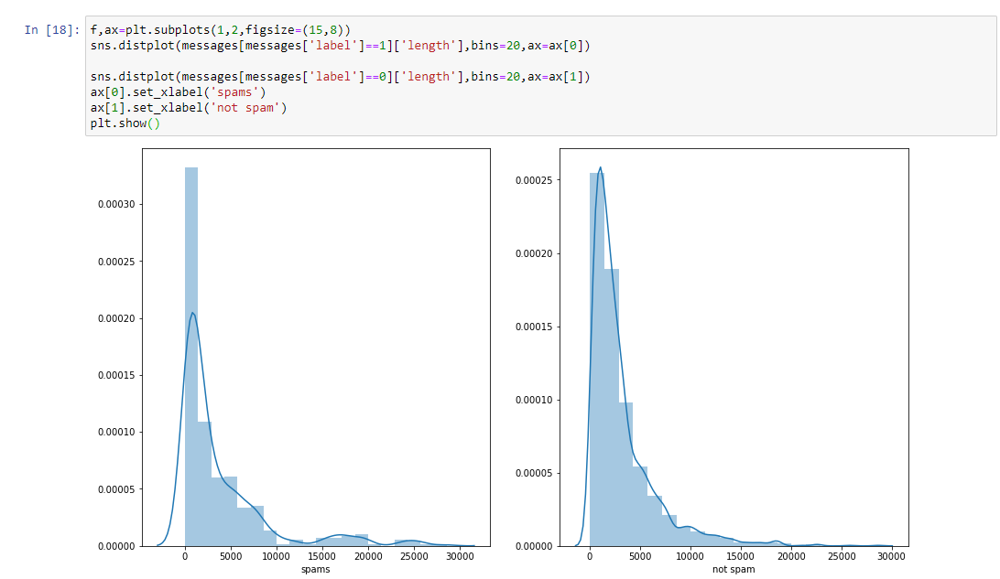 In [18]: f,ax=plt.subplots(1,2,figsize=(15,8))
sns.distplot(messages[messages['label']==1]['length'],bins=20,ax=ax[0])
sns.distplot(messages[messages['label']==0]['length'],bins=20,ax=ax[1])
ax[0].set_xlabel('spams')
ax[1].set_xlabel('not spam')
plt.show()
0.00030
0.00025
0.00020
0.00015
0.00010
0.00005
0.00000
0 5000 10000 15000 20000 25000 30000
spams
0.00025
0.00020
0.00015
0.00010
0.00005
0.00000
0 5000 10000 15000 20000 25000 30000
not spam